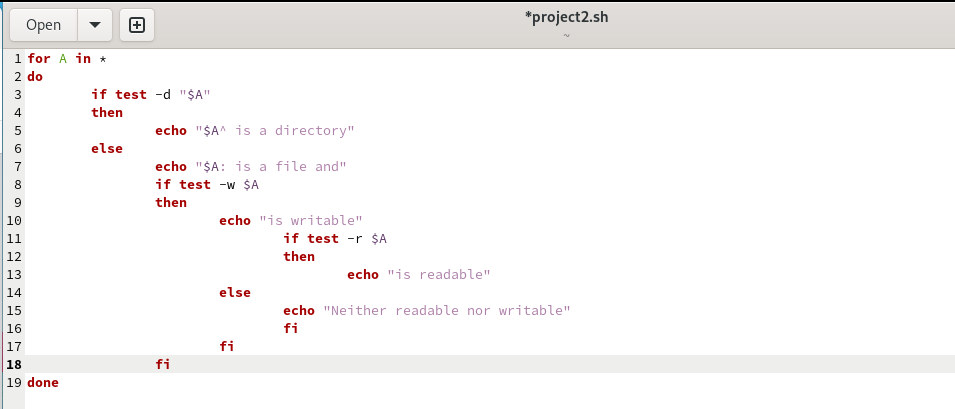 Open
*project2.sh
~
1 for A in *
2 do
3         if test -d "$A"
4         then
5                 echo "$A^ is a directory"
6         else
7                 echo "$A: is a file and"
8                 if test -w $A
9                 then
10                         echo "is writable"
11                                 if test -r $A
12                                 then
13                                         echo "is readable"
14                         else
15                                 echo "Neither readable nor writable"
16                                 fi
17                         fi
18                 fi
19 done